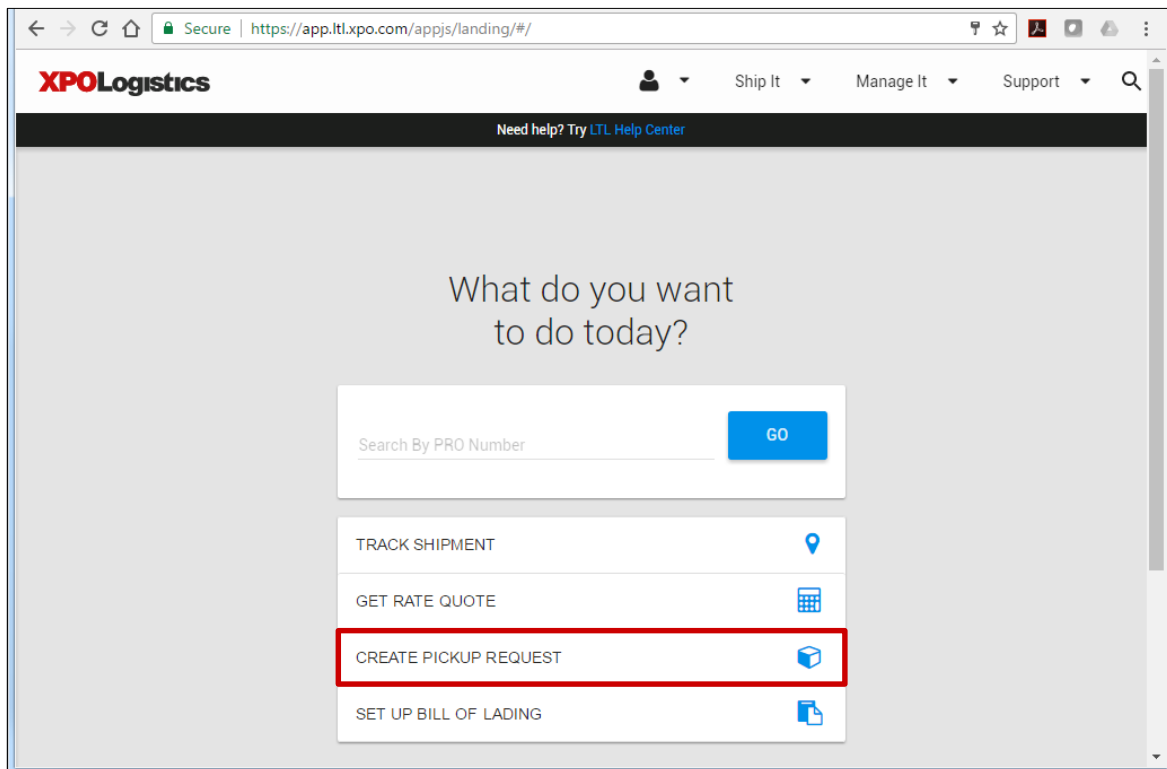 Secure | https://app.ltl.xpo.com/appjs/landing/#/
XPOLogistics
Ship It
Manage It
Support
Need help? Try LTL Help Center
What do you want
to do today?
Search By PRO Number
GO
TRACK SHIPMENT
GET RATE QUOTE
CREATE PICKUP REQUEST
SET UP BILL OF LADING